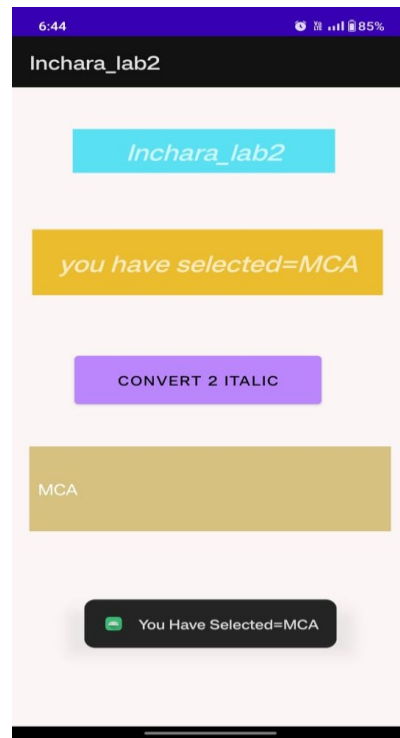 6:44 85%
Inchara_lab2
Inchara_lab2
you have selected=MCA
CONVERT 2 ITALIC
MCA
You Have Selected=MCA